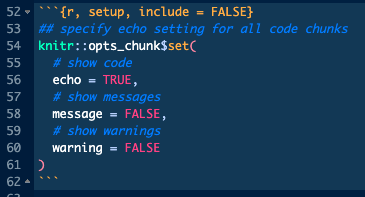 52 ```{r, setup, include = FALSE}
53 ## specify echo setting for all code chunks
54 knitr::opts_chunk$set(
55   # show code
56   echo = TRUE,
57   # show messages
58   message = FALSE,
59   # show warnings
60   warning = FALSE
61 )
62 ```